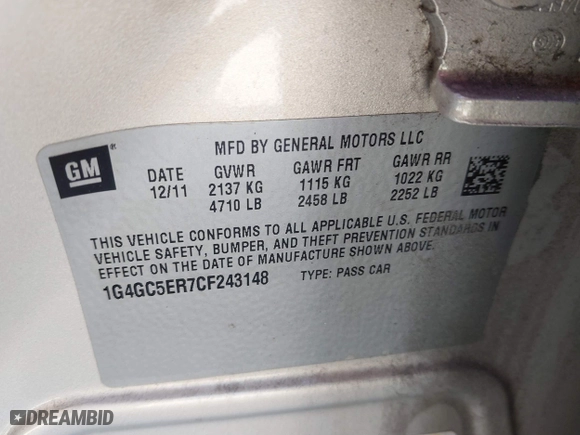 MFD BY GENERAL MOTORS LLC
GM
DATE GVWR GAWR FRT GAWR RR
12/11 2137 KG 1115 KG 1022 KG
4710 LB 2458 LB 2252 LB
THIS VEHICLE CONFORMS TO ALL APPLICABLE U.S. FEDERAL MOTOR
VEHICLE SAFETY, BUMPER, AND THEFT PREVENTION STANDARDS IN
EFFECT ON THE DATE OF MANUFACTURE SHOWN ABOVE.
1G4GC5ER7CF243148 TYPE: PASS CAR
DREAMBID